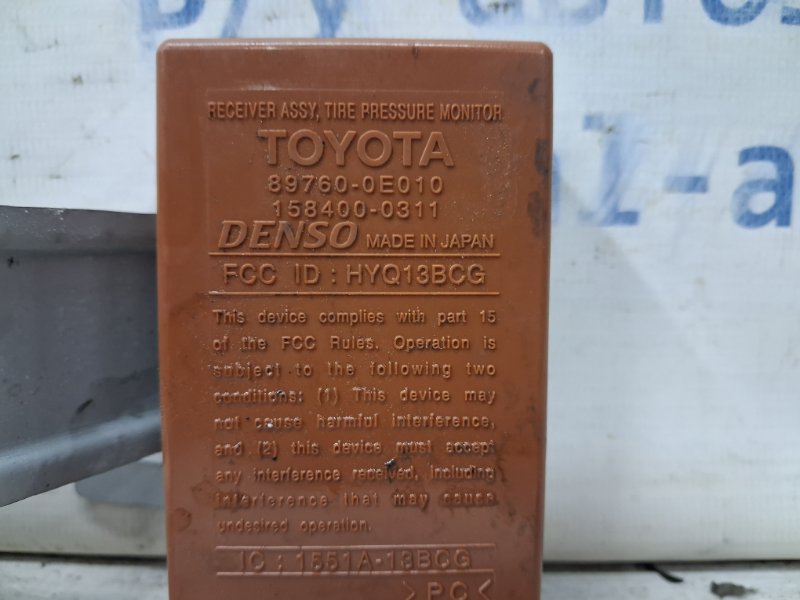 RECEIVER ASSY, TIRE PRESSURE MONITOR
TOYOTA
89760-0E010
158400-0311
DENSO MADE IN JAPAN
FCC ID : HYQ13BCG
This device complies with part 15
of the FCC Rules. Operation is
subject to the following two
conditions: (1) This device may
not cause harmful interference,
and (2) this device must accept
any interference received, including
interference that may cause
undesired operation.
IC : 1551A-13BCG
>PC<